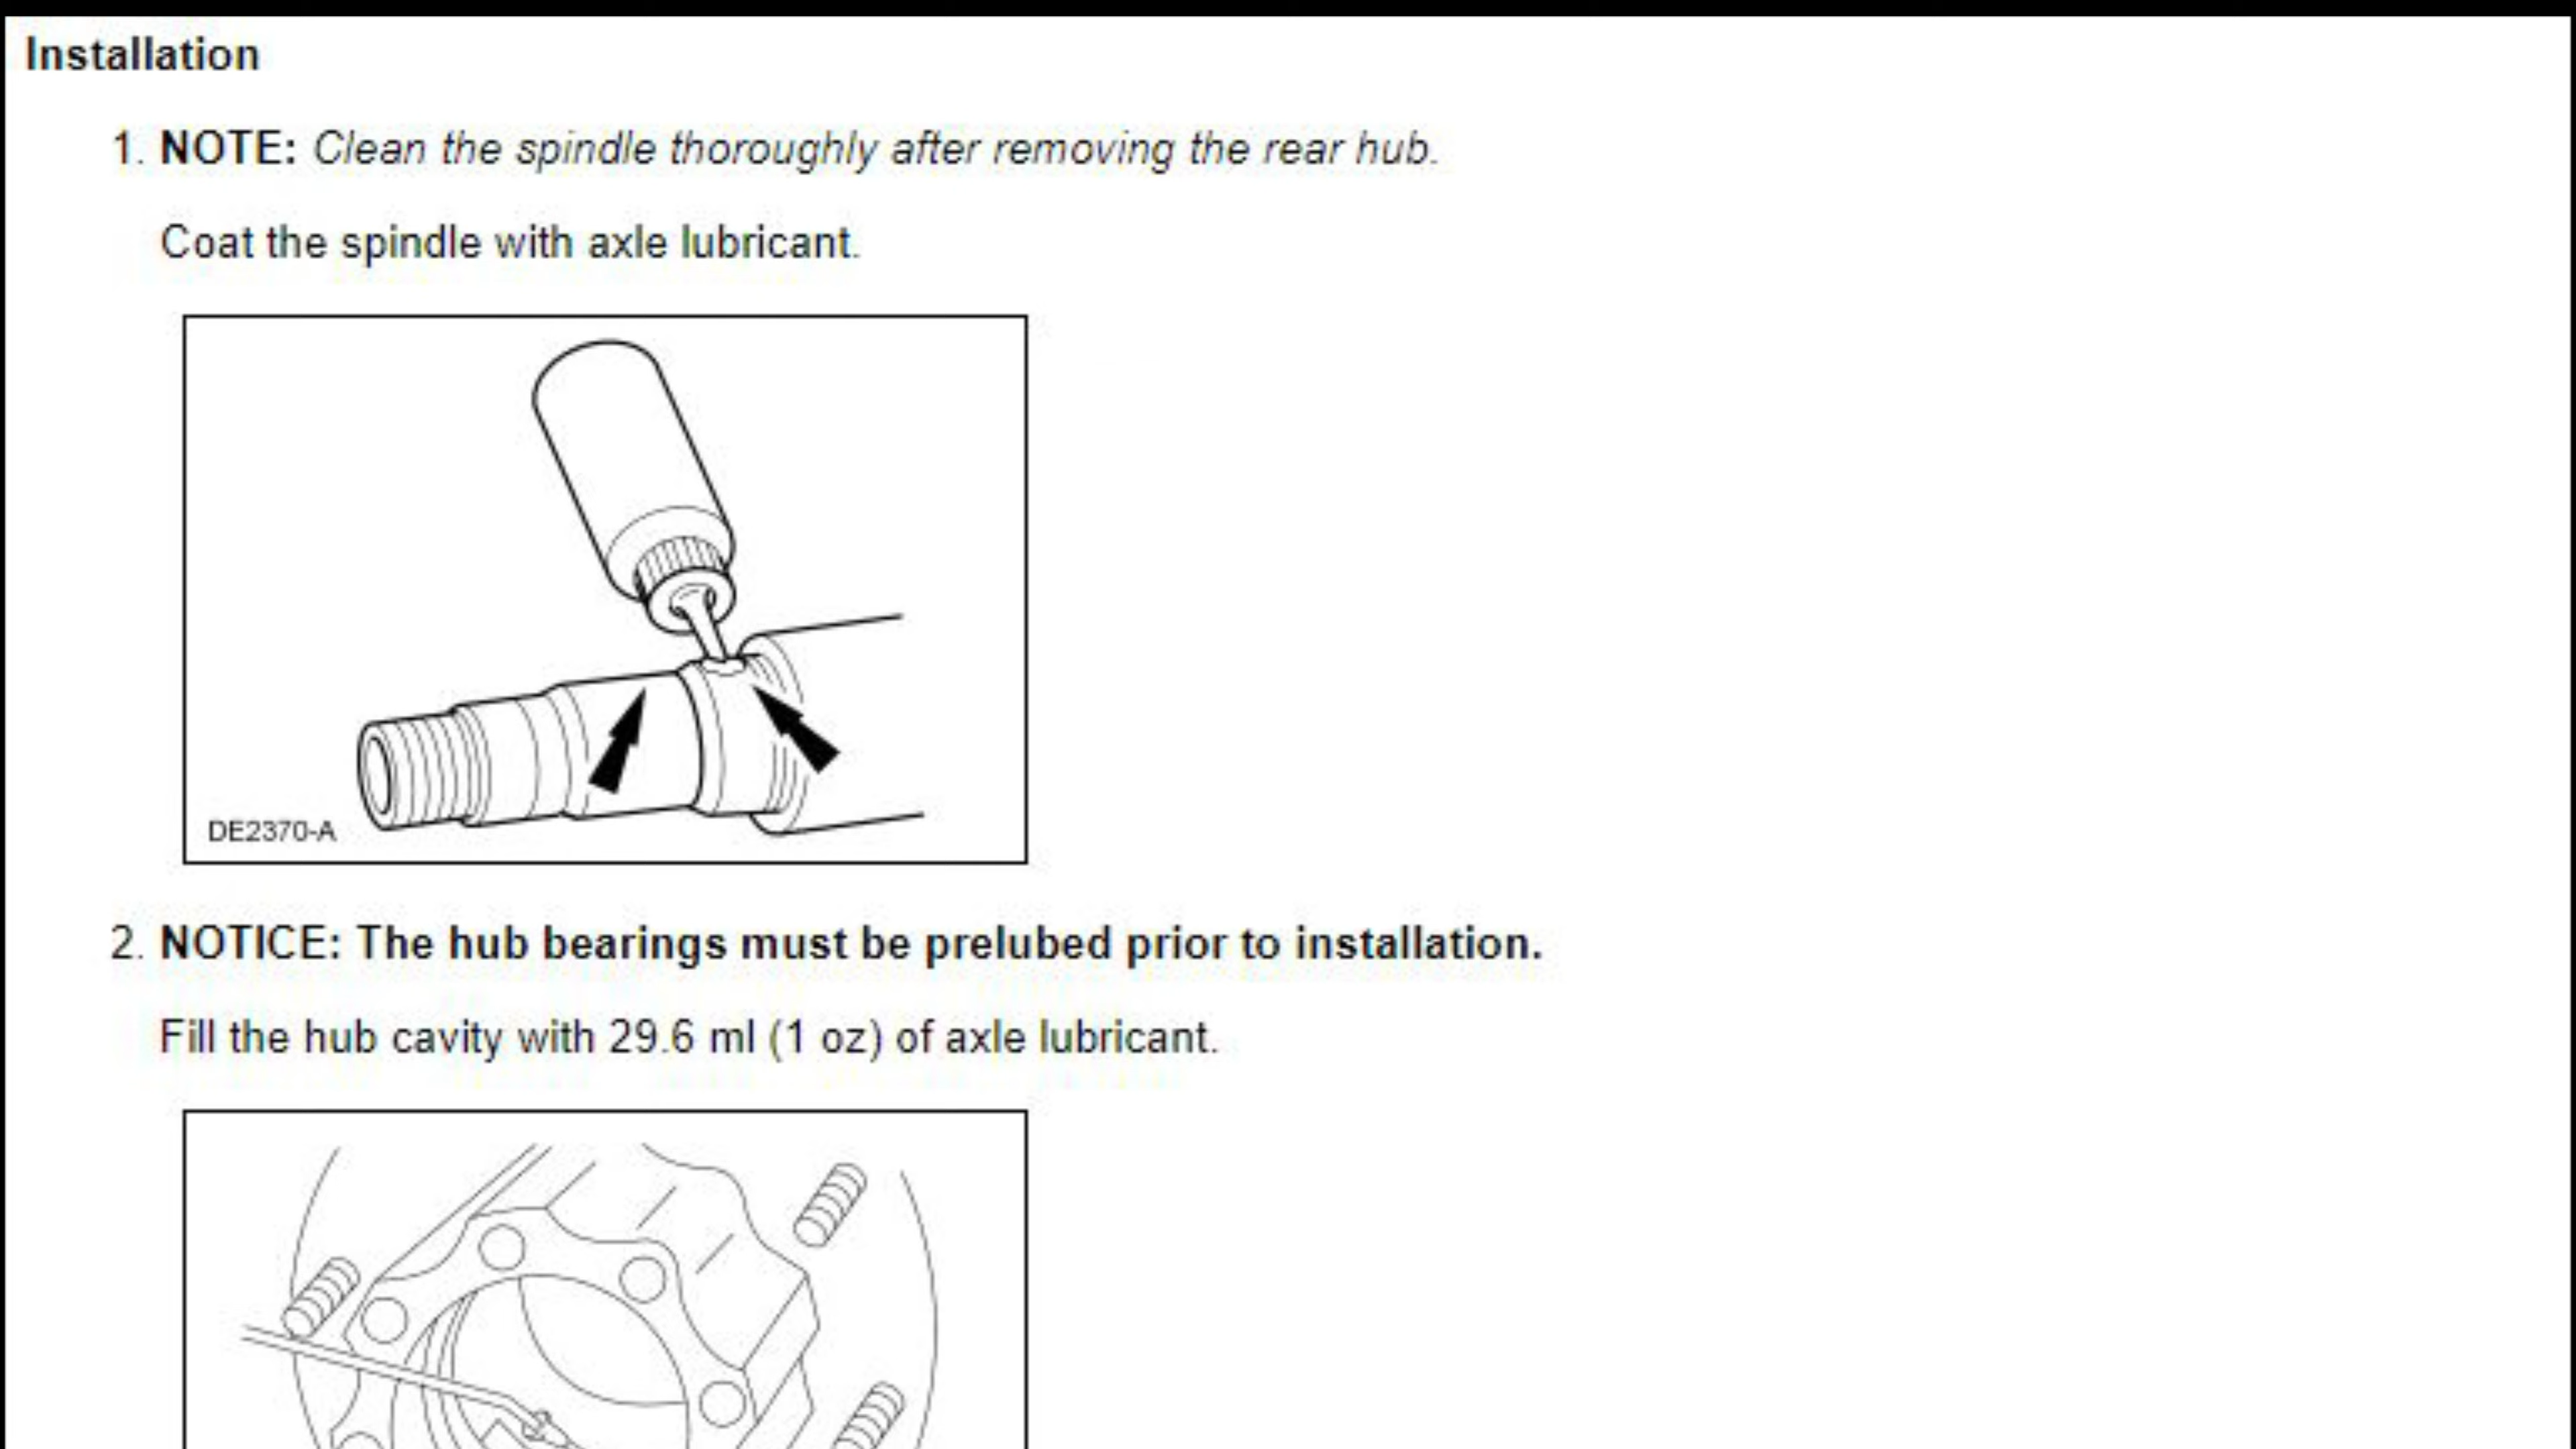 Installation
1. NOTE: Clean the spindle thoroughly after removing the rear hub.
Coat the spindle with axle lubricant.
DE2370-A
2. NOTICE: The hub bearings must be prelubed prior to installation.
Fill the hub cavity with 29.6 ml (1 oz) of axle lubricant.